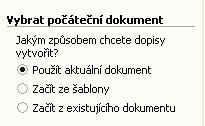 Vybrat počáteční dokument
Jakým způsobem chcete dopisy
vytvořit?
Použít aktuální dokument
Začít ze šablony
Začít z existujícího dokumentu